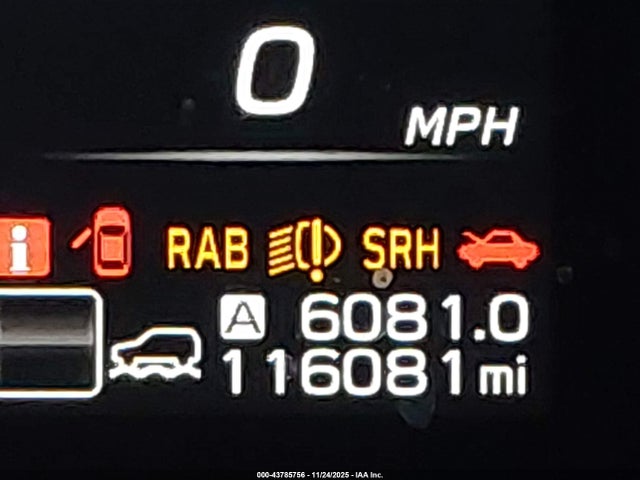 0
MPH
i RAB SRH
A 6081.0
116081 mi
000-43785756 - 11/24/2025 - IAA Inc.